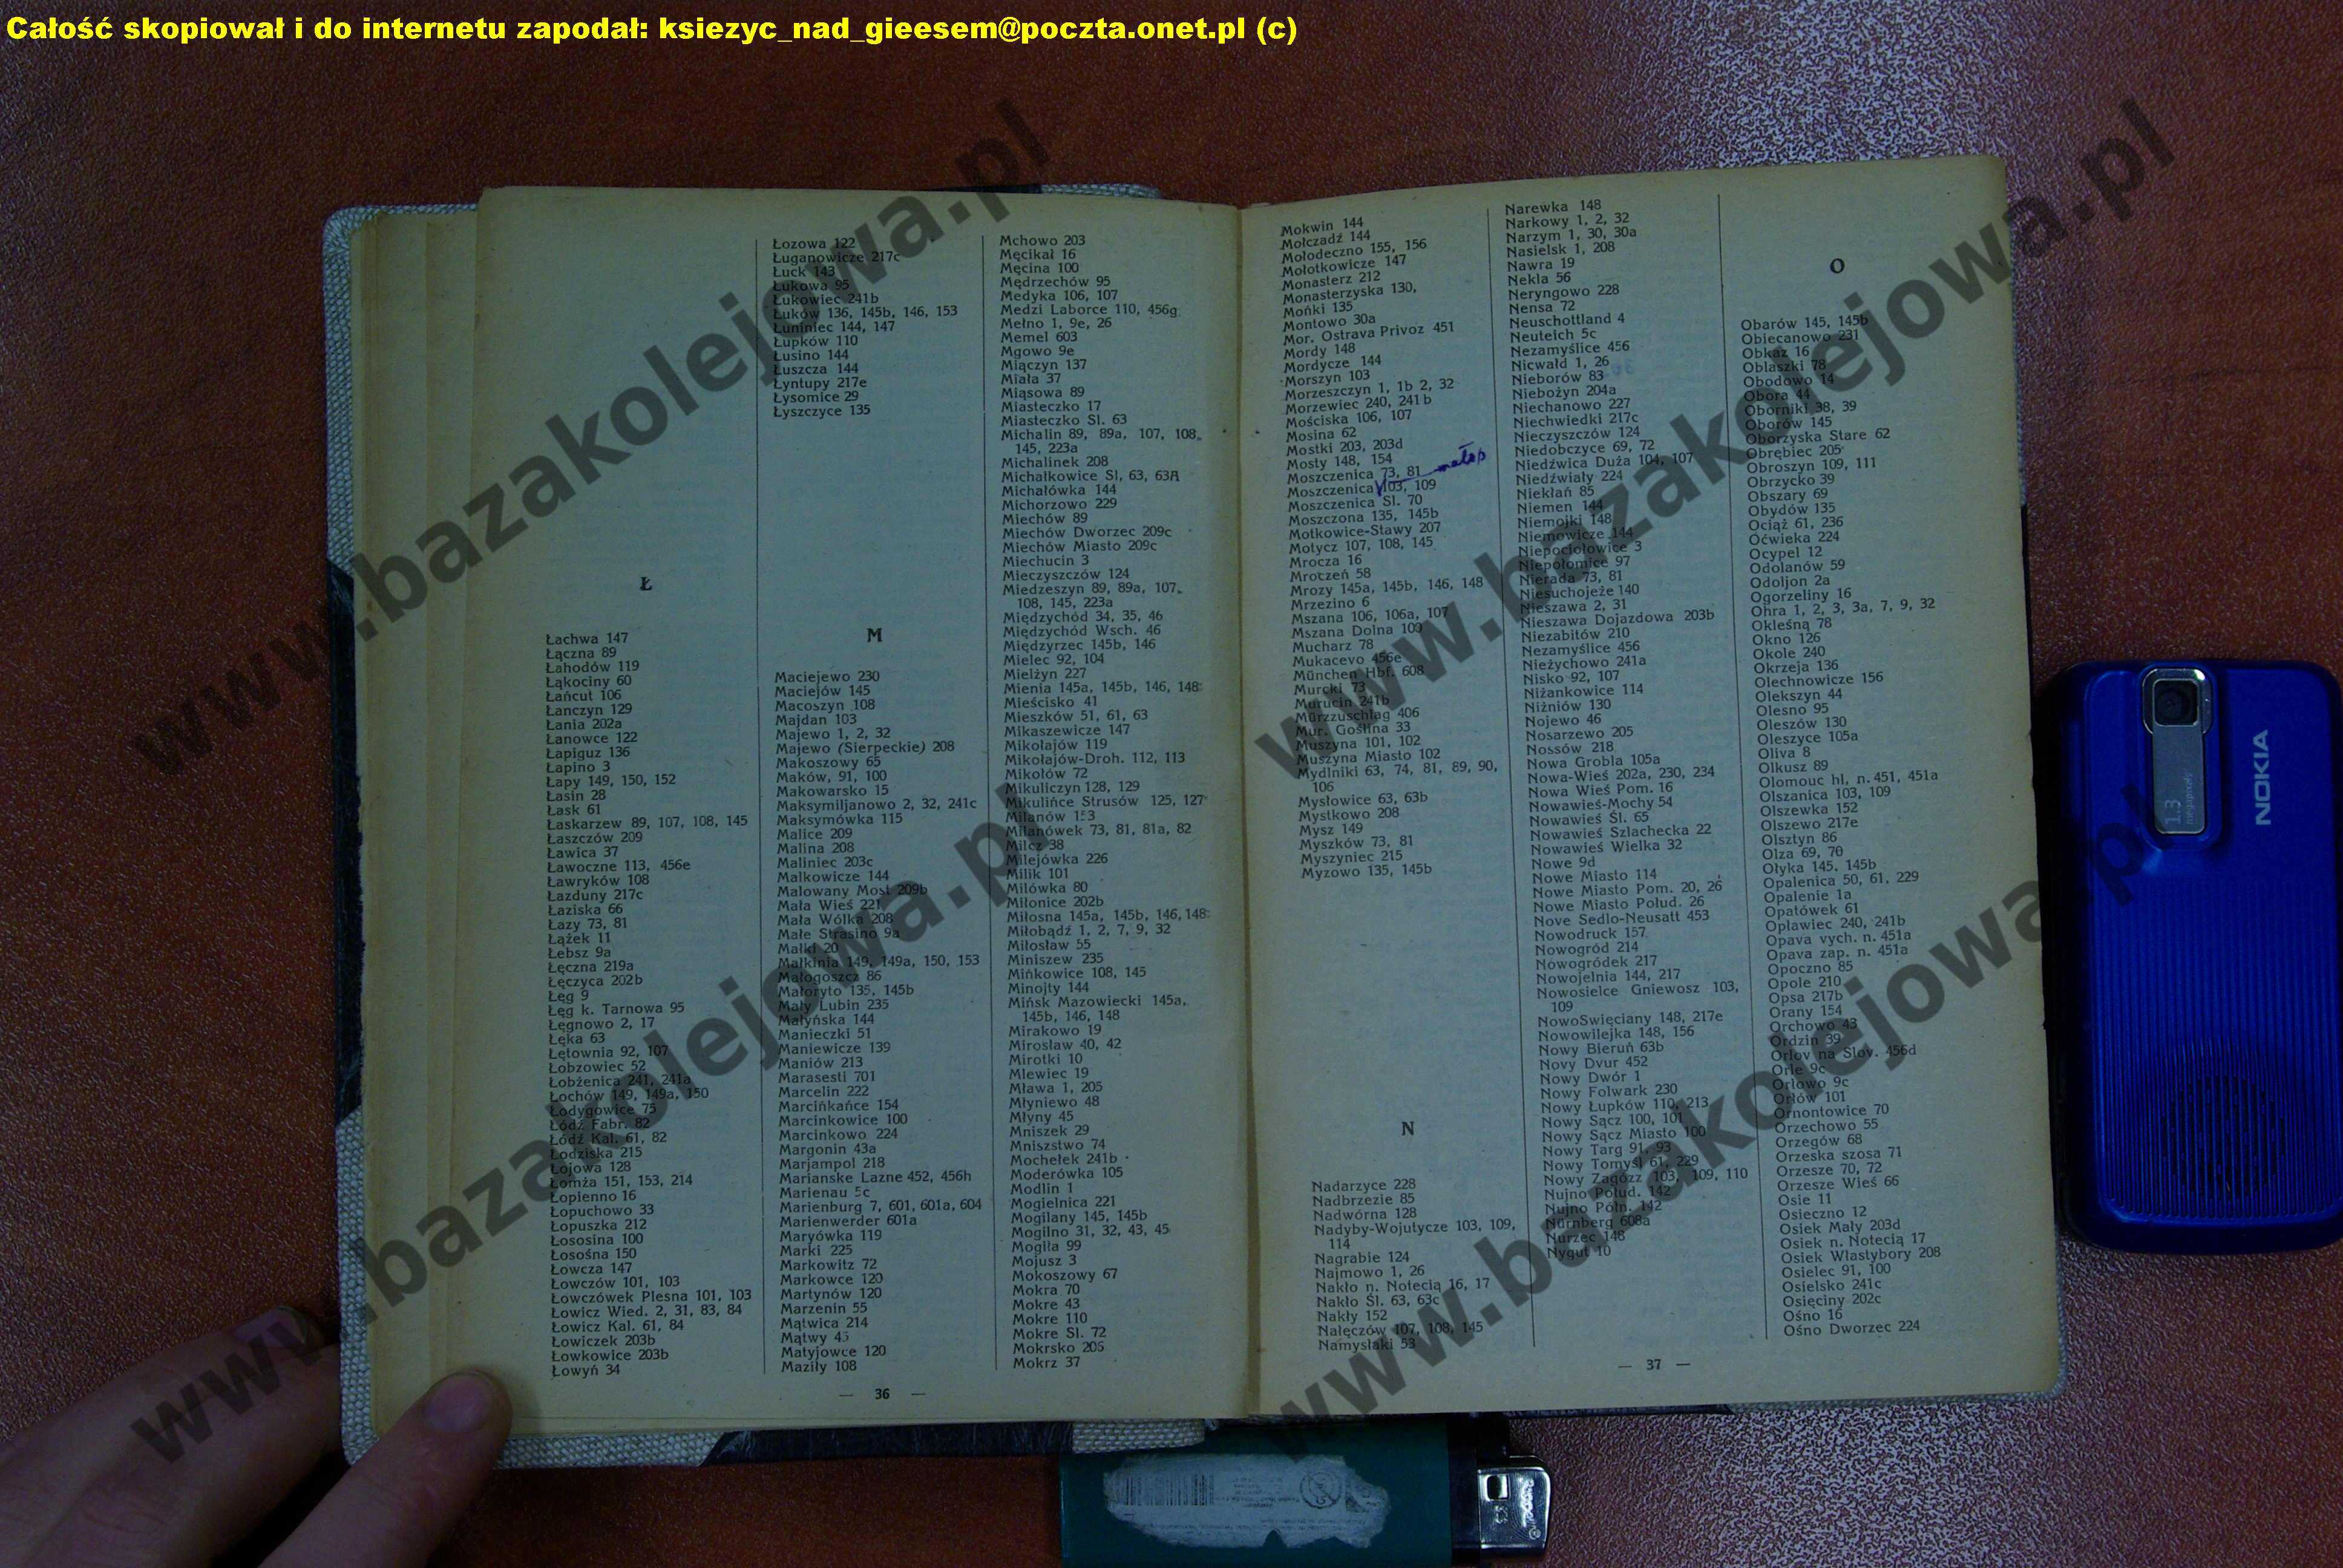 Całość skopiował i do internetu zapodał: ksiezyc_nad_gieesem@poczta.onet.pl (c)
www.bazakolejowa.pl
www.bazakolejowa.pl
www.bazakolejowa.pl
www.bazakolejowa.pl
Ł
Łachwa 147
Łączna 89
Łahodów 119
Łąkociny 60
Łańcut 106
Łanczyn 129
Łania 202a
Łanowce 122
Łapiguz 136
Łapino 3
Łapy 149, 150, 152
Łasin 28
Łask 61
Łaskarzew 89, 107, 108, 145
Łaszczów 209
Ławica 37
Ławoczne 113, 456e
Ławryków 108
Łazduny 217c
Łaziska 66
Łazy 73, 81
Łążek 11
Łebsz 9a
Łęczna 219a
Łęczyca 202b
Łęg 9
Łęg k. Tarnowa 95
Łęgnowo 2, 17
Łęka 63
Łętownia 92, 107
Łobzowiec 52
Łobżenica 241, 241a
Łochów 149, 149a, 150
Łodygowice 75
Łódź Fabr. 82
Łódź Kal. 61, 82
Łodziska 215
Łojowa 128
Łomża 151, 153, 214
Łopienno 16
Łopuchowo 33
Łopuszka 212
Łososina 100
Łosośna 150
Łowcza 147
Łowczów 101, 103
Łowczówek Plesna 101, 103
Łowicz Wied. 2, 31, 83, 84
Łowicz Kal. 61, 84
Łowiczek 203b
Łowkowice 203b
Łowyń 34
Łozowa 122
Ługanowicze 217c
Łuck 143
Łukowa 95
Łukowiec 241b
Łuków 136, 145b, 146, 153
Łuniniec 144, 147
Łupków 110
Łusino 144
Łuszcza 144
Łyntupy 217e
Łysomice 29
Łyszczyce 135
M
Maciejewo 230
Maciejów 145
Macoszyn 108
Majdan 103
Majewo 1, 2, 32
Majewo (Sierpeckie) 208
Makoszowy 65
Maków, 91, 100
Makowarsko 15
Maksymiljanowo 2, 32, 241c
Maksymówka 115
Malice 209
Malina 208
Maliniec 203c
Małkowicze 144
Malowany Most 209b
Mała Wieś 221
Mała Wólka 208
Małe Strasino 9a
Małki 20
Małkinia 149, 149a, 150, 153
Małogoszcz 86
Małoryto 135, 145b
Mały Lubin 235
Małyńska 144
Manieczki 51
Maniewicze 139
Maniów 213
Marasesti 701
Marcelin 222
Marcińkańce 154
Marcinkowice 100
Marcinkowo 224
Margonin 43a
Marjampol 218
Marianske Lazne 452, 456h
Marienau 5c
Marienburg 7, 601, 601a, 604
Marienwerder 601a
Maryówka 119
Marki 225
Markowitz 72
Markowce 120
Martynów 120
Marzenin 55
Mątwica 214
Mątwy 45
Matyjowce 120
Maziły 108
Mchowo 203
Męcikał 16
Męcina 100
Mędrzechów 95
Medyka 106, 107
Medzi Laborce 110, 456g
Mełno 1, 9e, 26
Memel 603
Mgowo 9e
Miączyn 137
Miała 37
Miąsowa 89
Miasteczko 17
Miasteczko Sl. 63
Michalin 89, 89a, 107, 108,
145, 223a
Michalinek 208
Michałkowice Sl, 63, 63A
Michałówka 144
Michorzowo 229
Miechów 89
Miechów Dworzec 209c
Miechów Miasto 209c
Miechucin 3
Mieczyszczów 124
Miedzeszyn 89, 89a, 107,
108, 145, 223a
Międzychód 34, 35, 46
Międzychód Wsch. 46
Międzyrzec 145b, 146
Mielec 92, 104
Mielżyn 227
Mienia 145a, 145b, 146, 148
Mieścisko 41
Mieszków 51, 61, 63
Mikaszewicze 147
Mikołajów 119
Mikołajów-Droh. 112, 113
Mikołów 72
Mikuliczyn 128, 129
Mikulińce Strusów 125, 127
Milanów 153
Milanówek 73, 81, 81a, 82
Milcz 38
Milejówka 226
Milik 101
Milówka 80
Miłonice 202b
Miłosna 145a, 145b, 146, 148
Miłobądź 1, 2, 7, 9, 32
Miłosław 55
Miniszew 235
Mińkowice 108, 145
Minojty 144
Mińsk Mazowiecki 145a,
145b, 146, 148
Mirakowo 19
Mirosław 40, 42
Mirotki 10
Mlewiec 19
Mława 1, 205
Młyniewo 48
Młyny 45
Mniszek 29
Mniszstwo 74
Mochełek 241b
Moderówka 105
Modlin 1
Mogielnica 221
Mogilany 145, 145b
Mogilno 31, 32, 43, 45
Mogiła 99
Mojusz 3
Mokoszowy 67
Mokra 70
Mokre 43
Mokre 110
Mokre Sl. 72
Mokrsko 206
Mokrz 37
— 36 —
Mokwin 144
Mołczadź 144
Mołodeczno 155, 156
Mołotkowicze 147
Monasterz 212
Monasterzyska 130,
Mońki 135
Montowo 30a
Mor. Ostrava Privoz 451
Mordy 148
Mordycze 144
Morszyn 103
Morzeszczyn 1, 1b 2, 32
Morzewiec 240, 241b
Mościska 106, 107
Mosina 62
Mostki 203, 203d
Mosty 148, 154
Moszczenica 73, 81
Moszczenica 103, 109
Moszczenica Sl. 70
Moszczona 135, 145b
Motkowice-Stawy 207
Motycz 107, 108, 145
Mrocza 16
Mroczeń 58
Mrozy 145a, 145b, 146, 148
Mrzezino 6
Mszana 106, 106a, 107
Mszana Dolna 100
Mucharz 78
Mukacevo 456e
München Hbf. 608
Murcki 73
Murucin 241b
Mürzzuschlag 406
Mur. Goślina 33
Muszyna 101, 102
Muszyna Miasto 102
Mydlniki 63, 74, 81, 89, 90,
106
Mysłowice 63, 63b
Mystkowo 208
Mysz 149
Myszków 73, 81
Myszyniec 215
Myzowo 135, 145b
N
Nadarzyce 228
Nadbrzezie 85
Nadwórna 128
Nadyby-Wojutycze 103, 109,
114
Nagrabie 124
Najmowo 1, 26
Nakło n. Notecią 16, 17
Nakło Śl. 63, 63c
Nakły 152
Nałęczów 107, 108, 145
Namysłaki 53
Narewka 148
Narkowy 1, 2, 32
Narzym 1, 30, 30a
Nasielsk 1, 208
Nawra 19
Nekla 56
Neryngowo 228
Nensa 72
Neuschottland 4
Neuteich 5c
Nezamyślice 456
Nicwałd 1, 26
Nieborów 83
Niebożyn 204a
Niechanowo 227
Niechwiedki 217c
Nieczyszczów 124
Niedobczyce 69, 72
Niedźwica Duża 104, 107
Niedźwiały 224
Niekłań 85
Niemen 144
Niemojki 148
Niemowicze 144
Niepociołowice 3
Niepołomice 97
Nierada 73, 81
Niesuchojeże 140
Nieszawa 2, 31
Nieszawa Dojazdowa 203b
Niezabitów 210
Nezamyślice 456
Nieżychowo 241a
Nisko 92, 107
Niżankowice 114
Niżniów 130
Nojewo 46
Nosarzewo 205
Nossów 218
Nowa Grobla 105a
Nowa-Wieś 202a, 230, 234
Nowa Wieś Pom. 16
Nowawieś-Mochy 54
Nowawieś Śl. 65
Nowawieś Szlachecka 22
Nowawieś Wielka 32
Nowe 9d
Nowe Miasto 114
Nowe Miasto Pom. 20, 26
Nowe Miasto Połud. 26
Nove Sedlo-Neusatt 453
Nowodruck 157
Nowogród 214
Nowogródek 217
Nowojelnia 144, 217
Nowosielce Gniewosz 103,
109
NowoSwięciany 148, 217e
Nowowilejka 148, 156
Nowy Bieruń 63b
Novy Dvur 452
Nowy Dwór 1
Nowy Folwark 230
Nowy Łupków 110, 213
Nowy Sącz 100, 101
Nowy Sącz Miasto 100
Nowy Targ 91, 93
Nowy Tomyśl 61, 229
Nowy Zagórz 103, 109, 110
Nujno Połud. 142
Nujno Półn. 142
Nürnberg 608a
Nurzec 148
Nygut 10
O
Obarów 145, 145b
Obiecanowo 231
Obkaz 16
Oblaszki 78
Obodowo 14
Obora 44
Oborniki 38, 39
Oborów 145
Oborzyska Stare 62
Obrębiec 205
Obroszyn 109, 111
Obrzycko 39
Obszary 69
Obydów 135
Ociąż 61, 236
Oćwieka 224
Ocypel 12
Odolanów 59
Odoljon 2a
Ogorzeliny 16
Ohra 1, 2, 3, 3a, 7, 9, 32
Okleśną 78
Okno 126
Okole 240
Okrzeja 136
Olechnowicze 156
Olekszyn 44
Olesno 95
Oleszów 130
Oleszyce 105a
Oliva 8
Olkusz 89
Olomouc hl, n. 451, 451a
Olszanica 103, 109
Olszewka 152
Olszewo 217e
Olsztyn 86
Olza 69, 70
Ołyka 145, 145b
Opalenica 50, 61, 229
Opalenie 1a
Opatówek 61
Opławiec 240, 241b
Opava vych. n. 451a
Opava zap. n. 451a
Opoczno 85
Opole 210
Opsa 217b
Orany 154
Orchowo 43
Ordzin 39
Orlov na Slov. 456d
Orle 9c
Orłowo 9c
Orłów 101
Ornontowice 70
Orzechowo 55
Orzegów 68
Orzeska szosa 71
Orzesze 70, 72
Orzesze Wieś 66
Osie 11
Osieczno 12
Osiek Mały 203d
Osiek n. Notecią 17
Osiek Włastybory 208
Osielec 91, 100
Osielsko 241c
Osięciny 202c
Ośno 16
Ośno Dworzec 224
— 37 —
NOKIA
1.3
megapixels